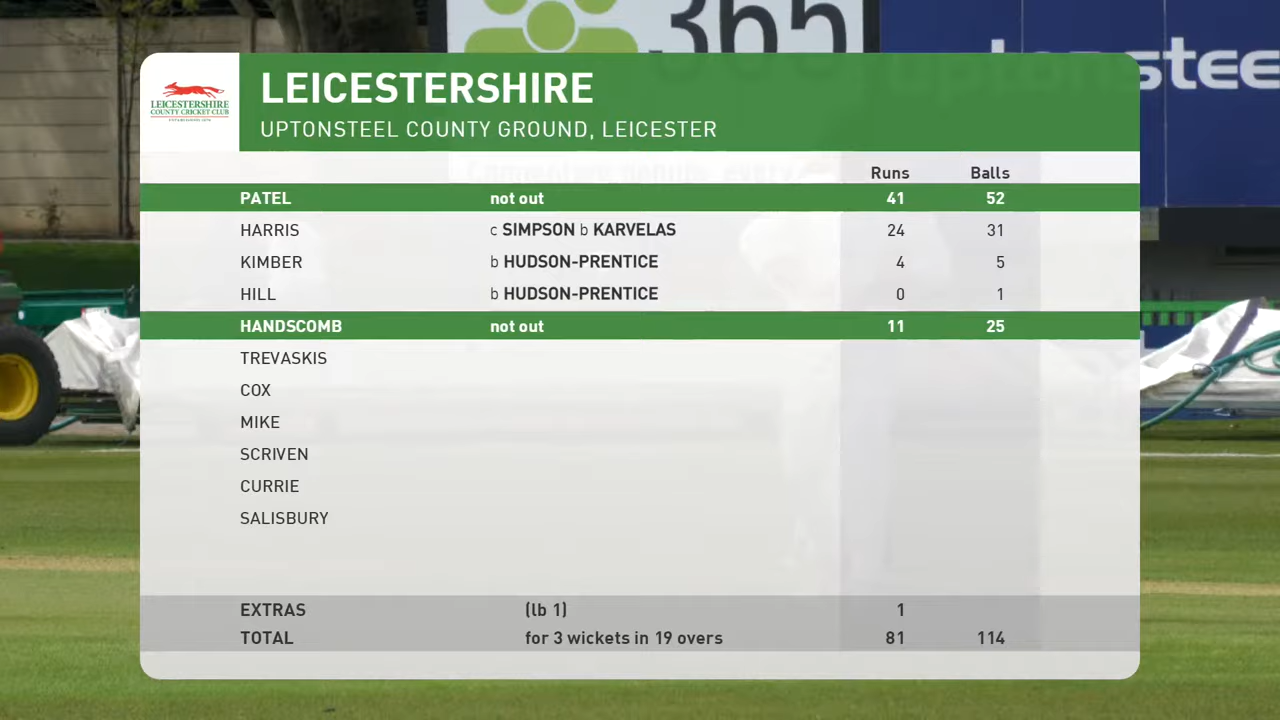 365
uptonsteel
LEICESTERSHIRE
COUNTY CRICKET CLUB
LEICESTERSHIRE
UPTONSTEEL COUNTY GROUND, LEICESTER
Runs Balls
PATEL not out 41 52
HARRIS c SIMPSON b KARVELAS 24 31
KIMBER b HUDSON-PRENTICE 4 5
HILL b HUDSON-PRENTICE 0 1
HANDSCOMB not out 11 25
TREVASKIS
COX
MIKE
SCRIVEN
CURRIE
SALISBURY
EXTRAS (lb 1) 1
TOTAL for 3 wickets in 19 overs 81 114